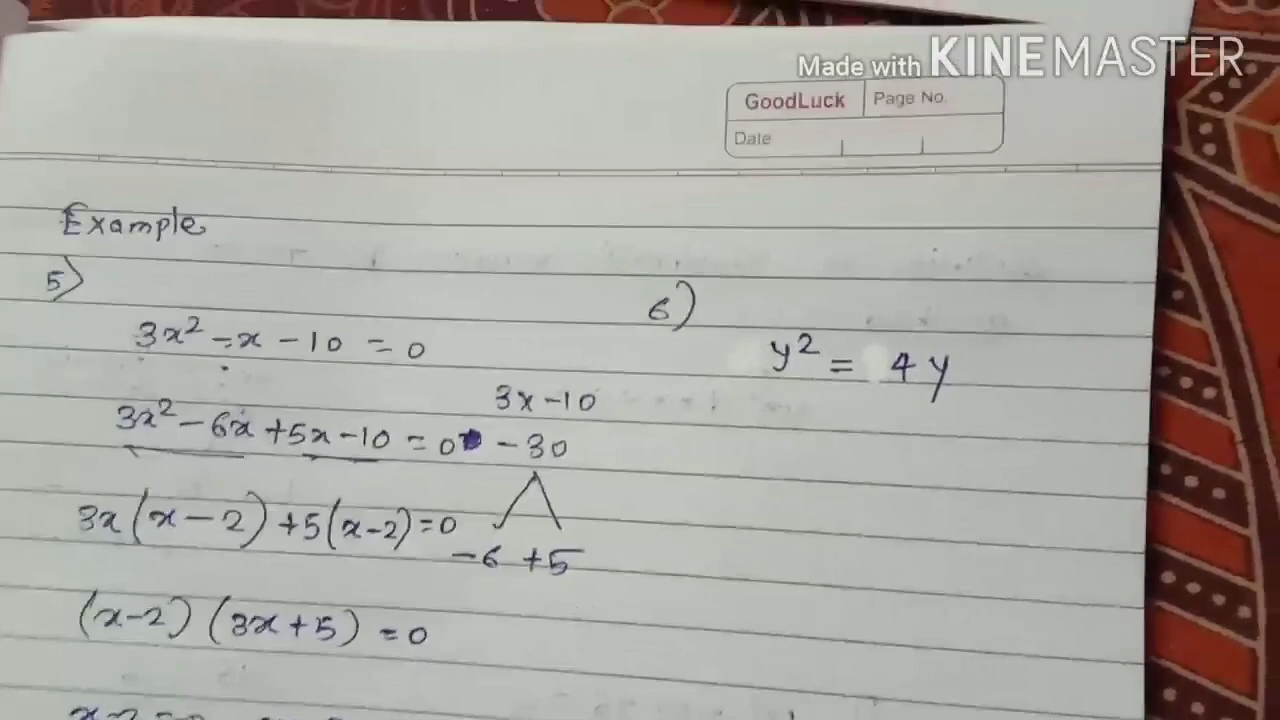 Made with KINEMASTER
GoodLuck Page No.
Date
Example
5)
3x² - x - 10 = 0
3x - 10
3x² - 6x + 5x - 10 = 0 - 30
3x(x - 2) + 5(x - 2) = 0
-6 +5
(x - 2) (3x + 5) = 0
6)
y² = 4y